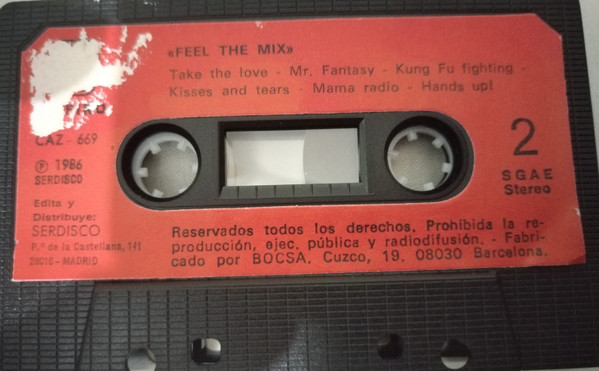 «FEEL THE MIX»
Take the love - Mr. Fantasy - Kung Fu fighting -
Kisses and tears - Mama radio - Hands up!
CAZ - 669
℗ 1986
SERDISCO
Edita y
Distribuye:
SERDISCO
P.º de la Castellana, 141
28016 - MADRID
2
SGAE
Stereo
Reservados todos los derechos. Prohibida la re-
producción, ejec. pública y radiodifusión. - Fabri-
cado por BOCSA. Cuzco, 19. 08030 Barcelona.